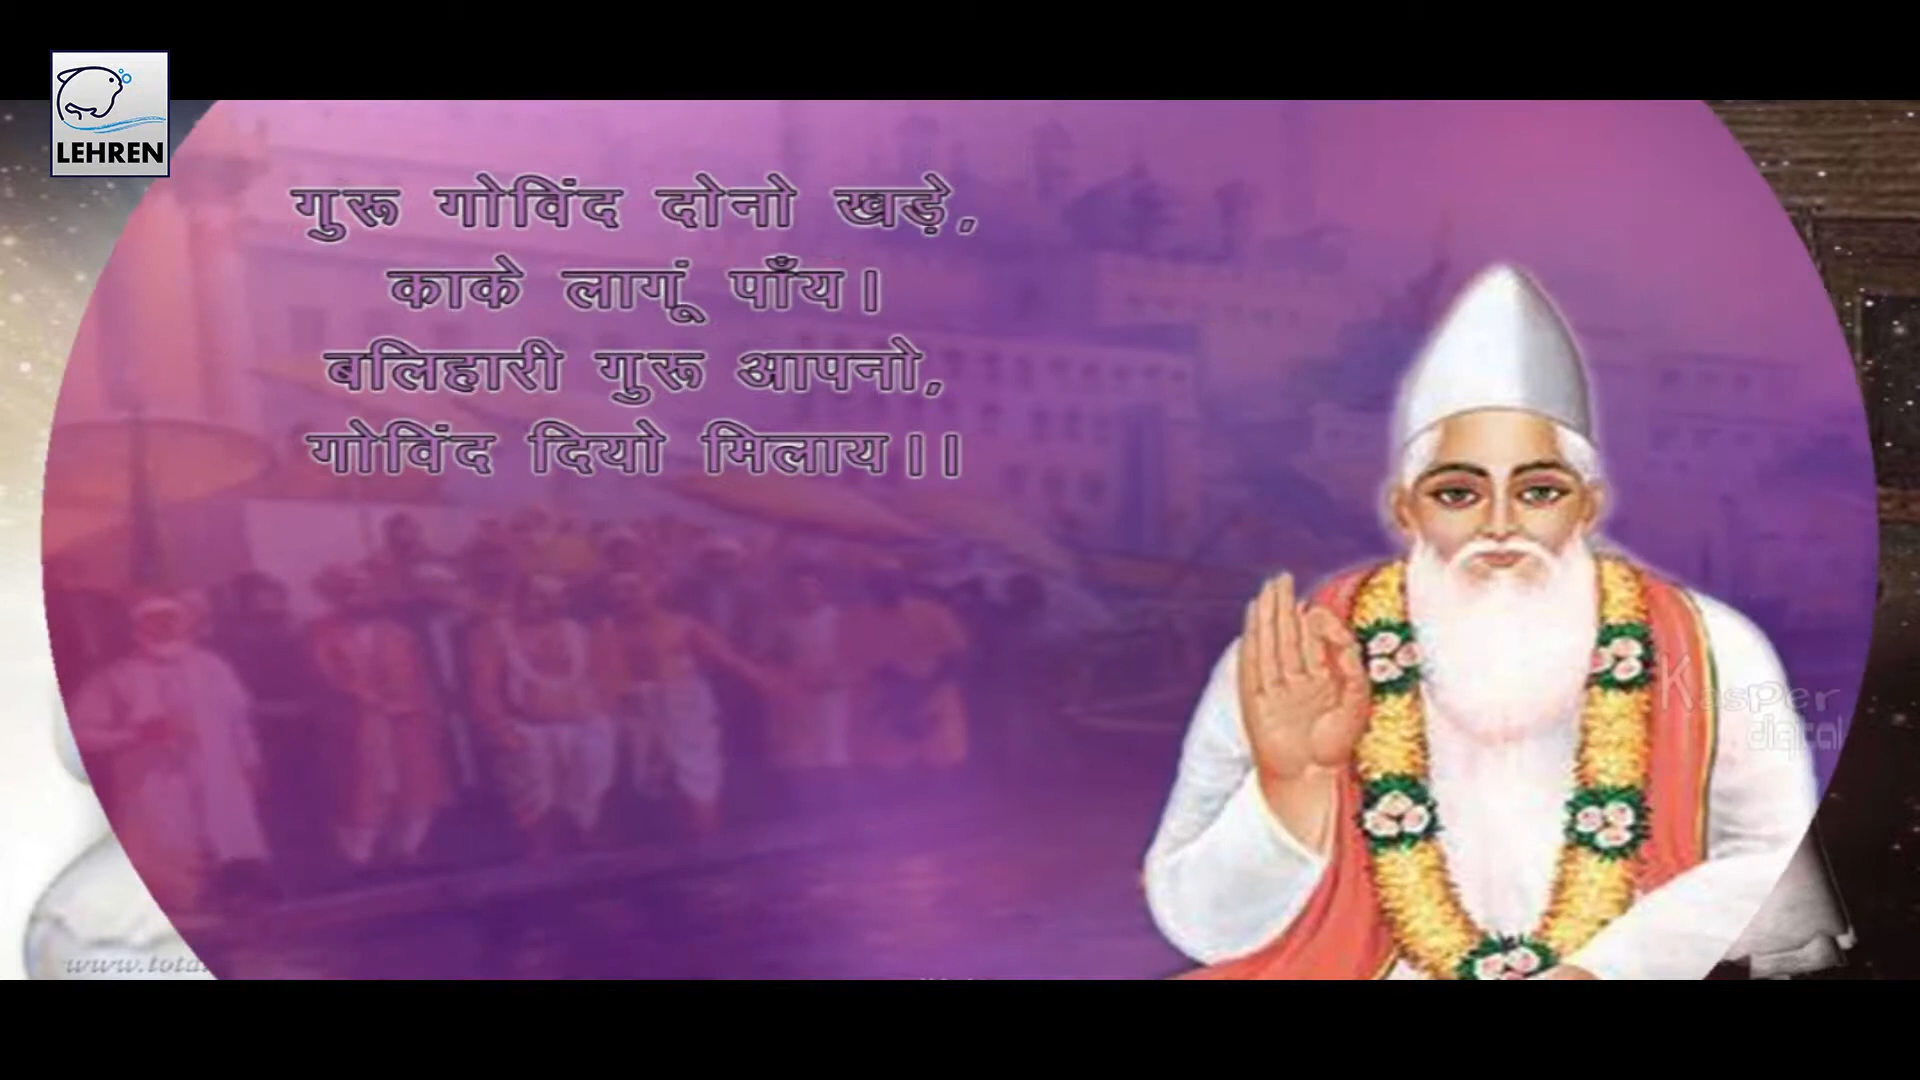 LEHREN
गुरू गोविंद दोनो खड़े,
काके लागूं पाँय।
बलिहारी गुरू आपनो,
गोविंद दियो मिलाय।।
Kasper
digital